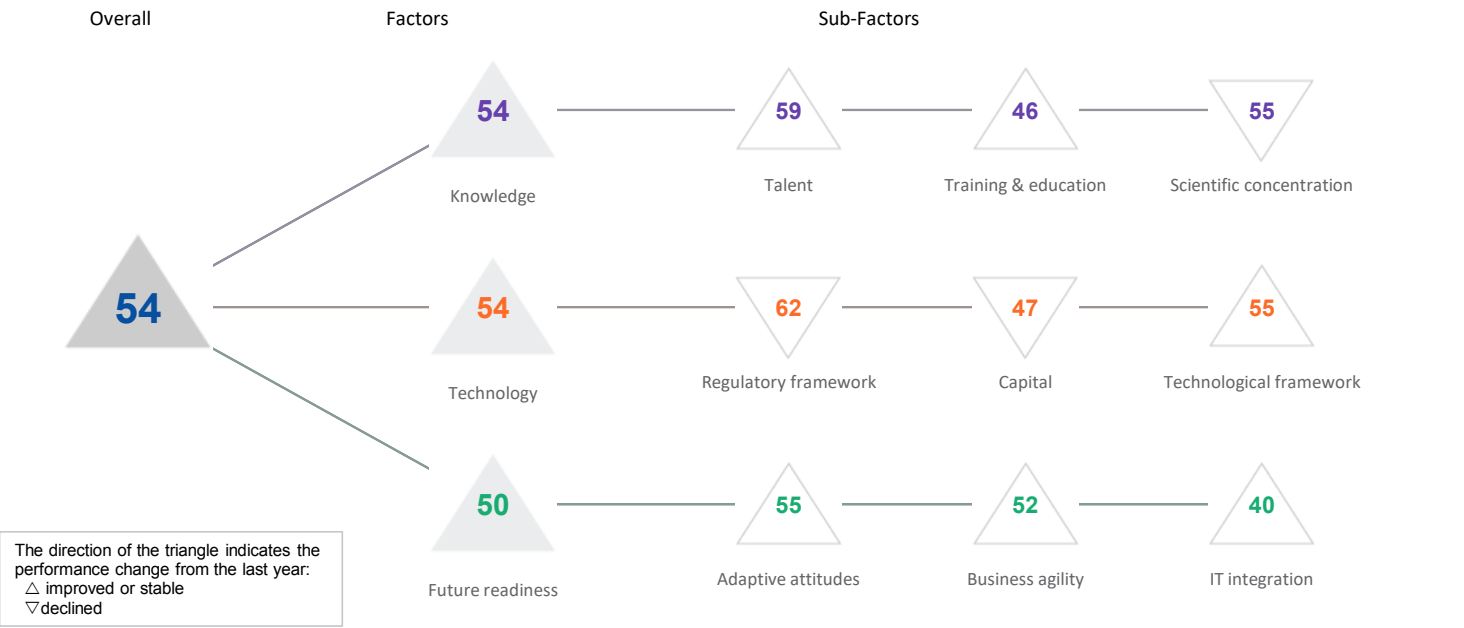 Overall
Factors
Sub-Factors
54
59
46
55
Knowledge
Talent
Training & education
Scientific concentration
54
54
62
47
55
Technology
Regulatory framework
Capital
Technological framework
50
55
52
40
Future readiness
Adaptive attitudes
Business agility
IT integration
The direction of the triangle indicates the
performance change from the last year:
△ improved or stable
▽declined